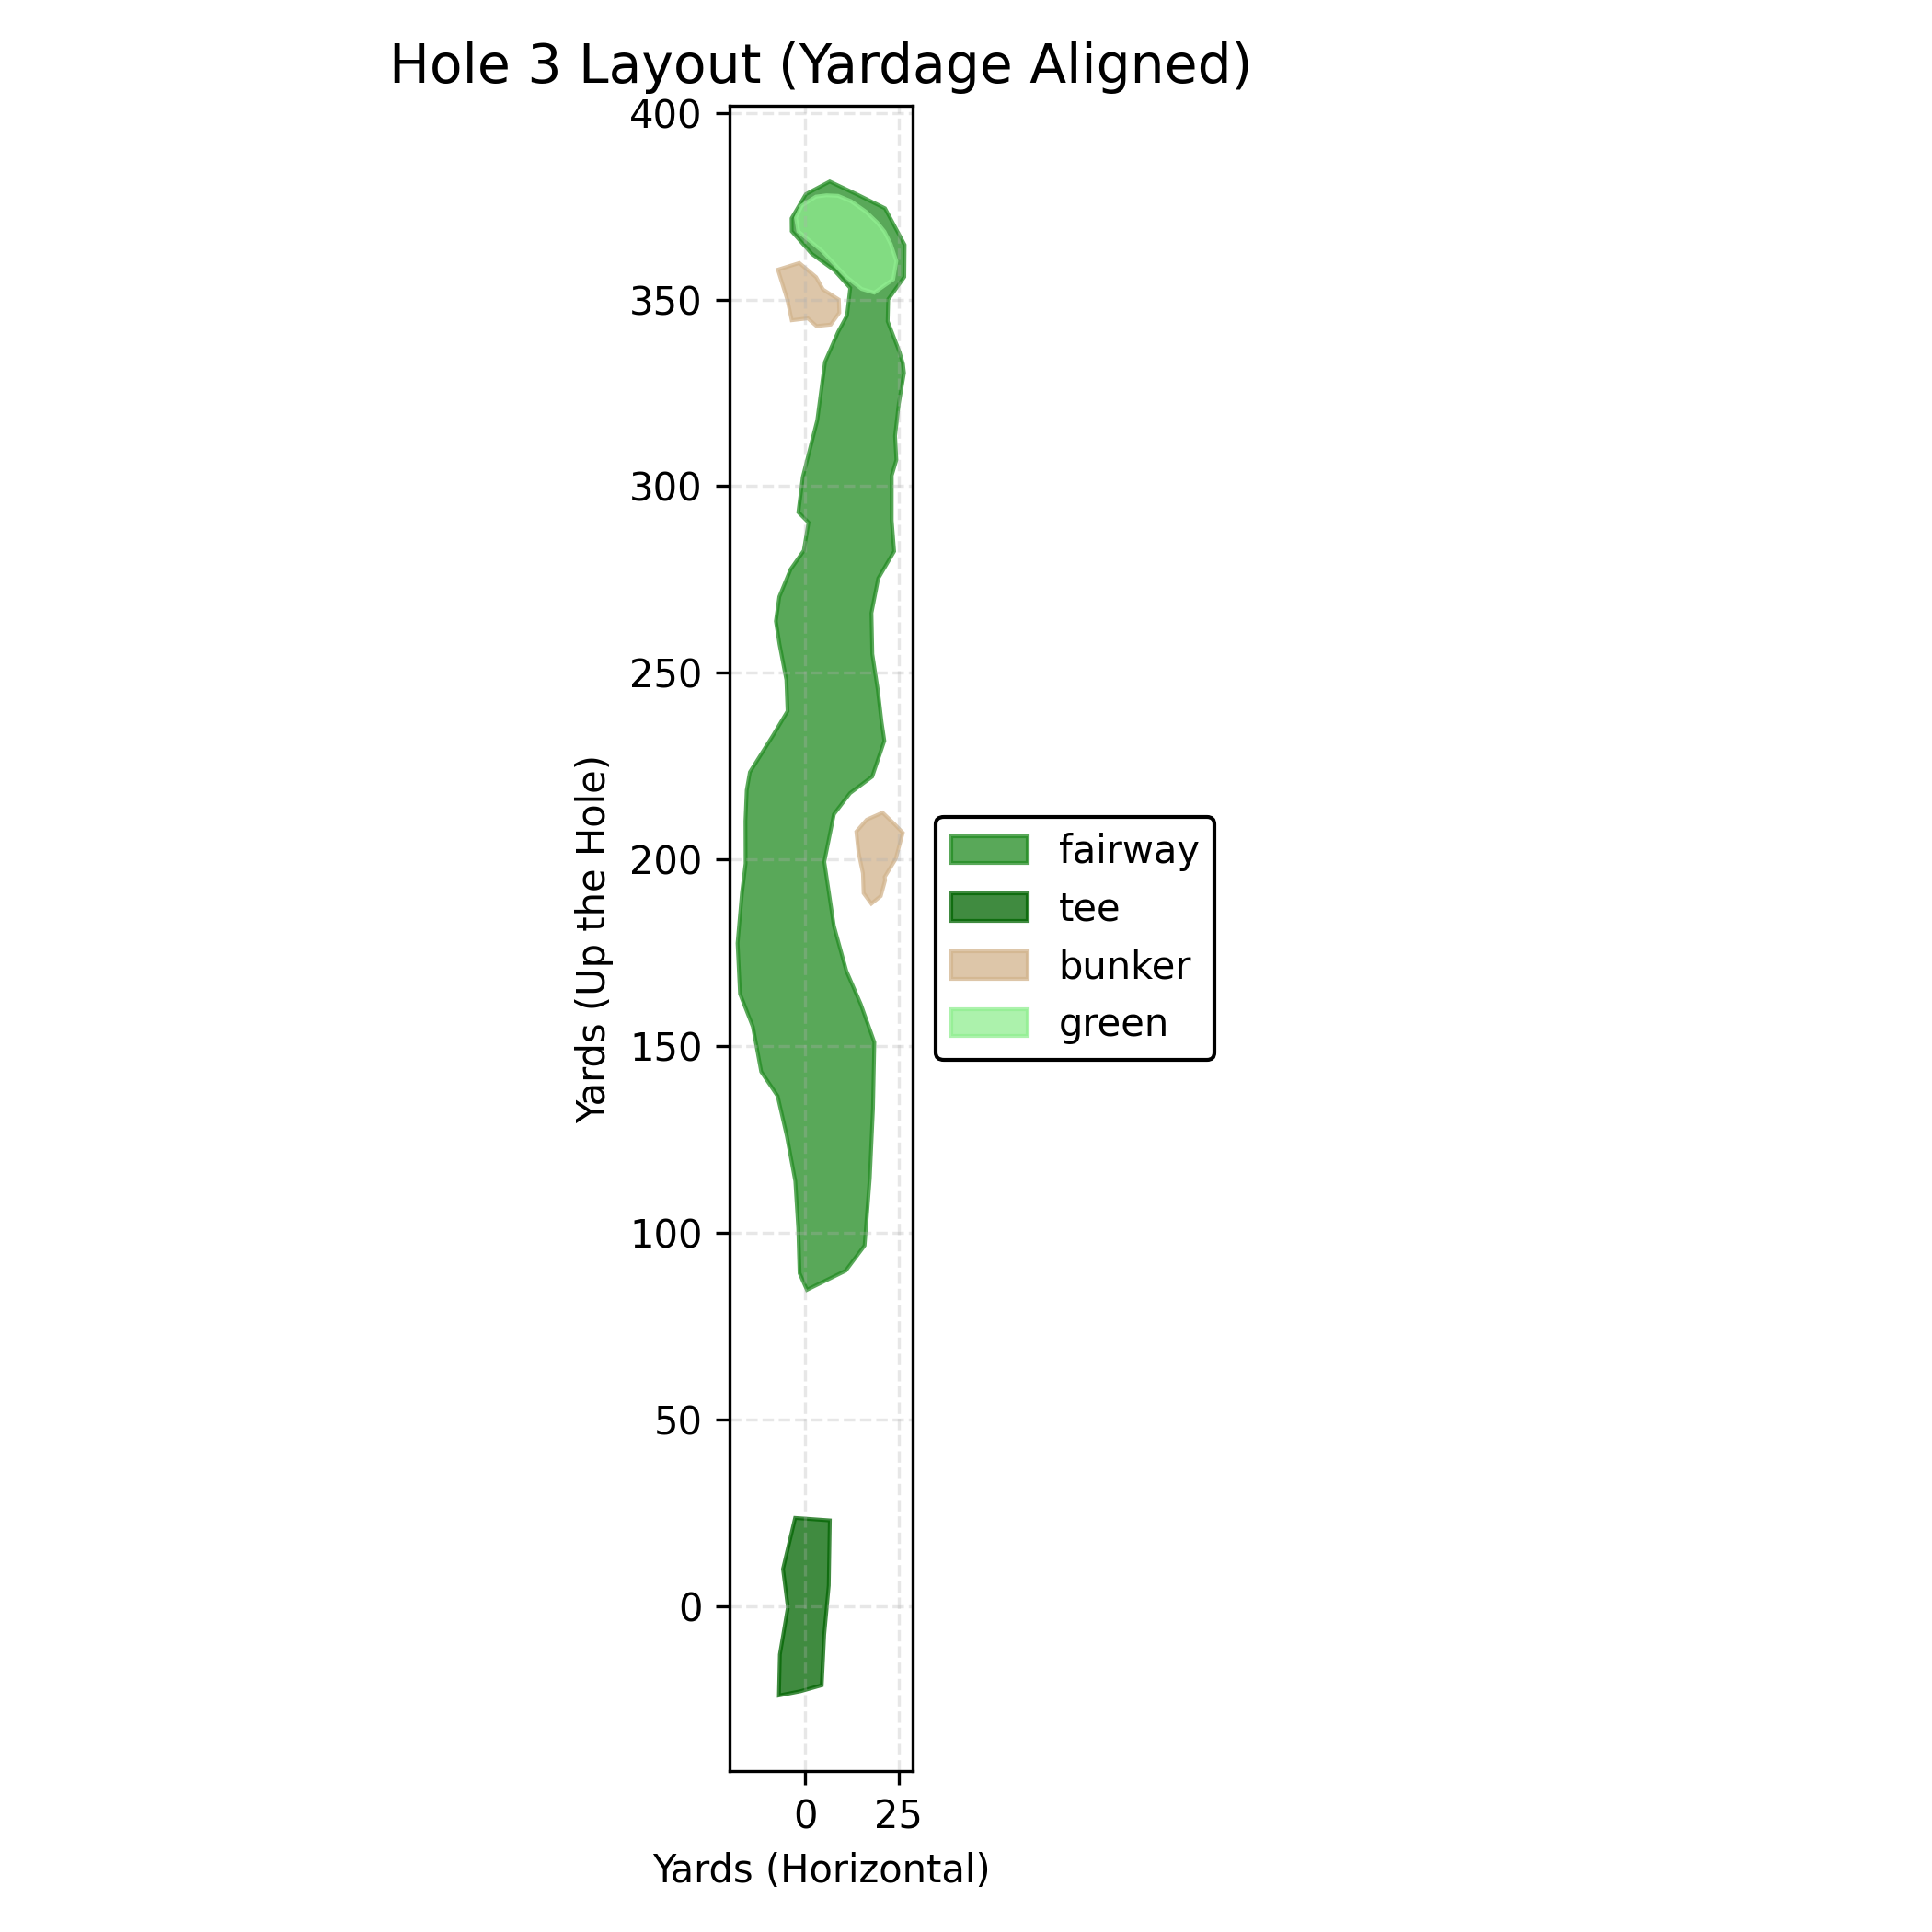 Hole 3 Layout (Yardage Aligned)
400
350
300
250
200
150
100
50
0
Yards (Up the Hole)
fairway
tee
bunker
green
0 25
Yards (Horizontal)